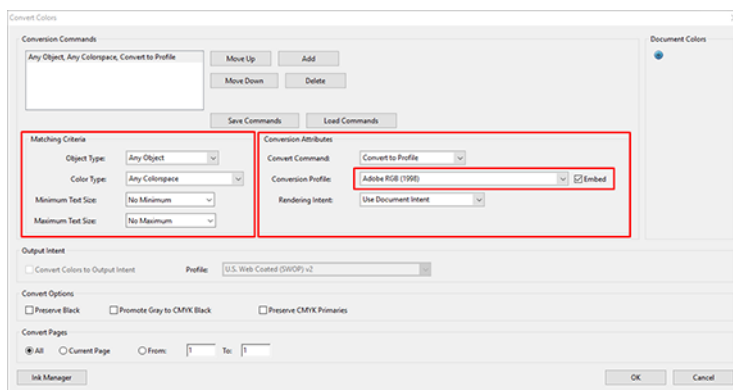 Convert Colors
Conversion Commands
Document Colors
Any Object, Any Colorspace, Convert to Profile
Move Up
Add
Move Down
Delete
Save Commands
Load Commands
Matching Criteria
Conversion Attributes
Object Type: Any Object
Convert Command: Convert to Profile
Color Type: Any Colorspace
Conversion Profile: Adobe RGB (1998) Embed
Minimum Text Size: No Minimum
Rendering Intent: Use Document Intent
Maximum Text Size: No Maximum
Output Intent
Convert Colors to Output Intent Profile: U.S. Web Coated (SWOP) v2
Convert Options
Preserve Black Promote Gray to CMYK Black Preserve CMYK Primaries
Convert Pages
All Current Page From: 1 To: 1
Ink Manager OK Cancel